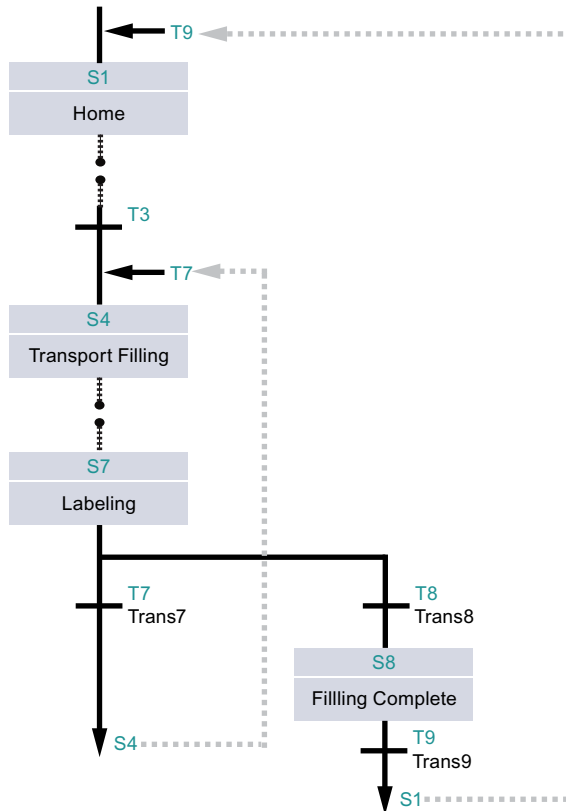 T9
S1
Home
T3
T7
S4
Transport Filling
S7
Labeling
T7
Trans7
T8
Trans8
S8
Fillling Complete
S4
T9
Trans9
S1